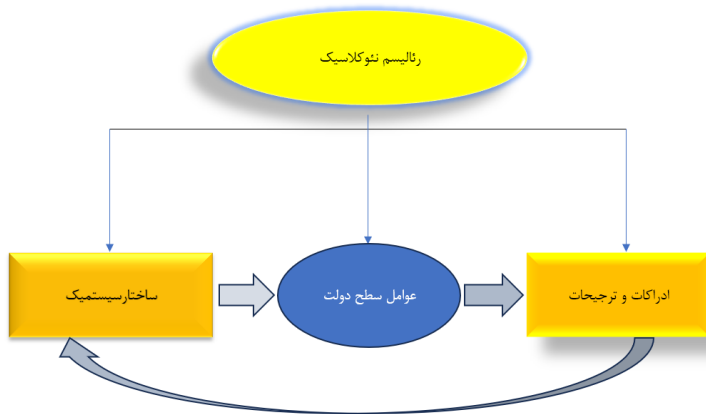 رئالیسم نئوکلاسیک
ادراکات و ترجیحات
عوامل سطح دولت
ساختارسیستمیک